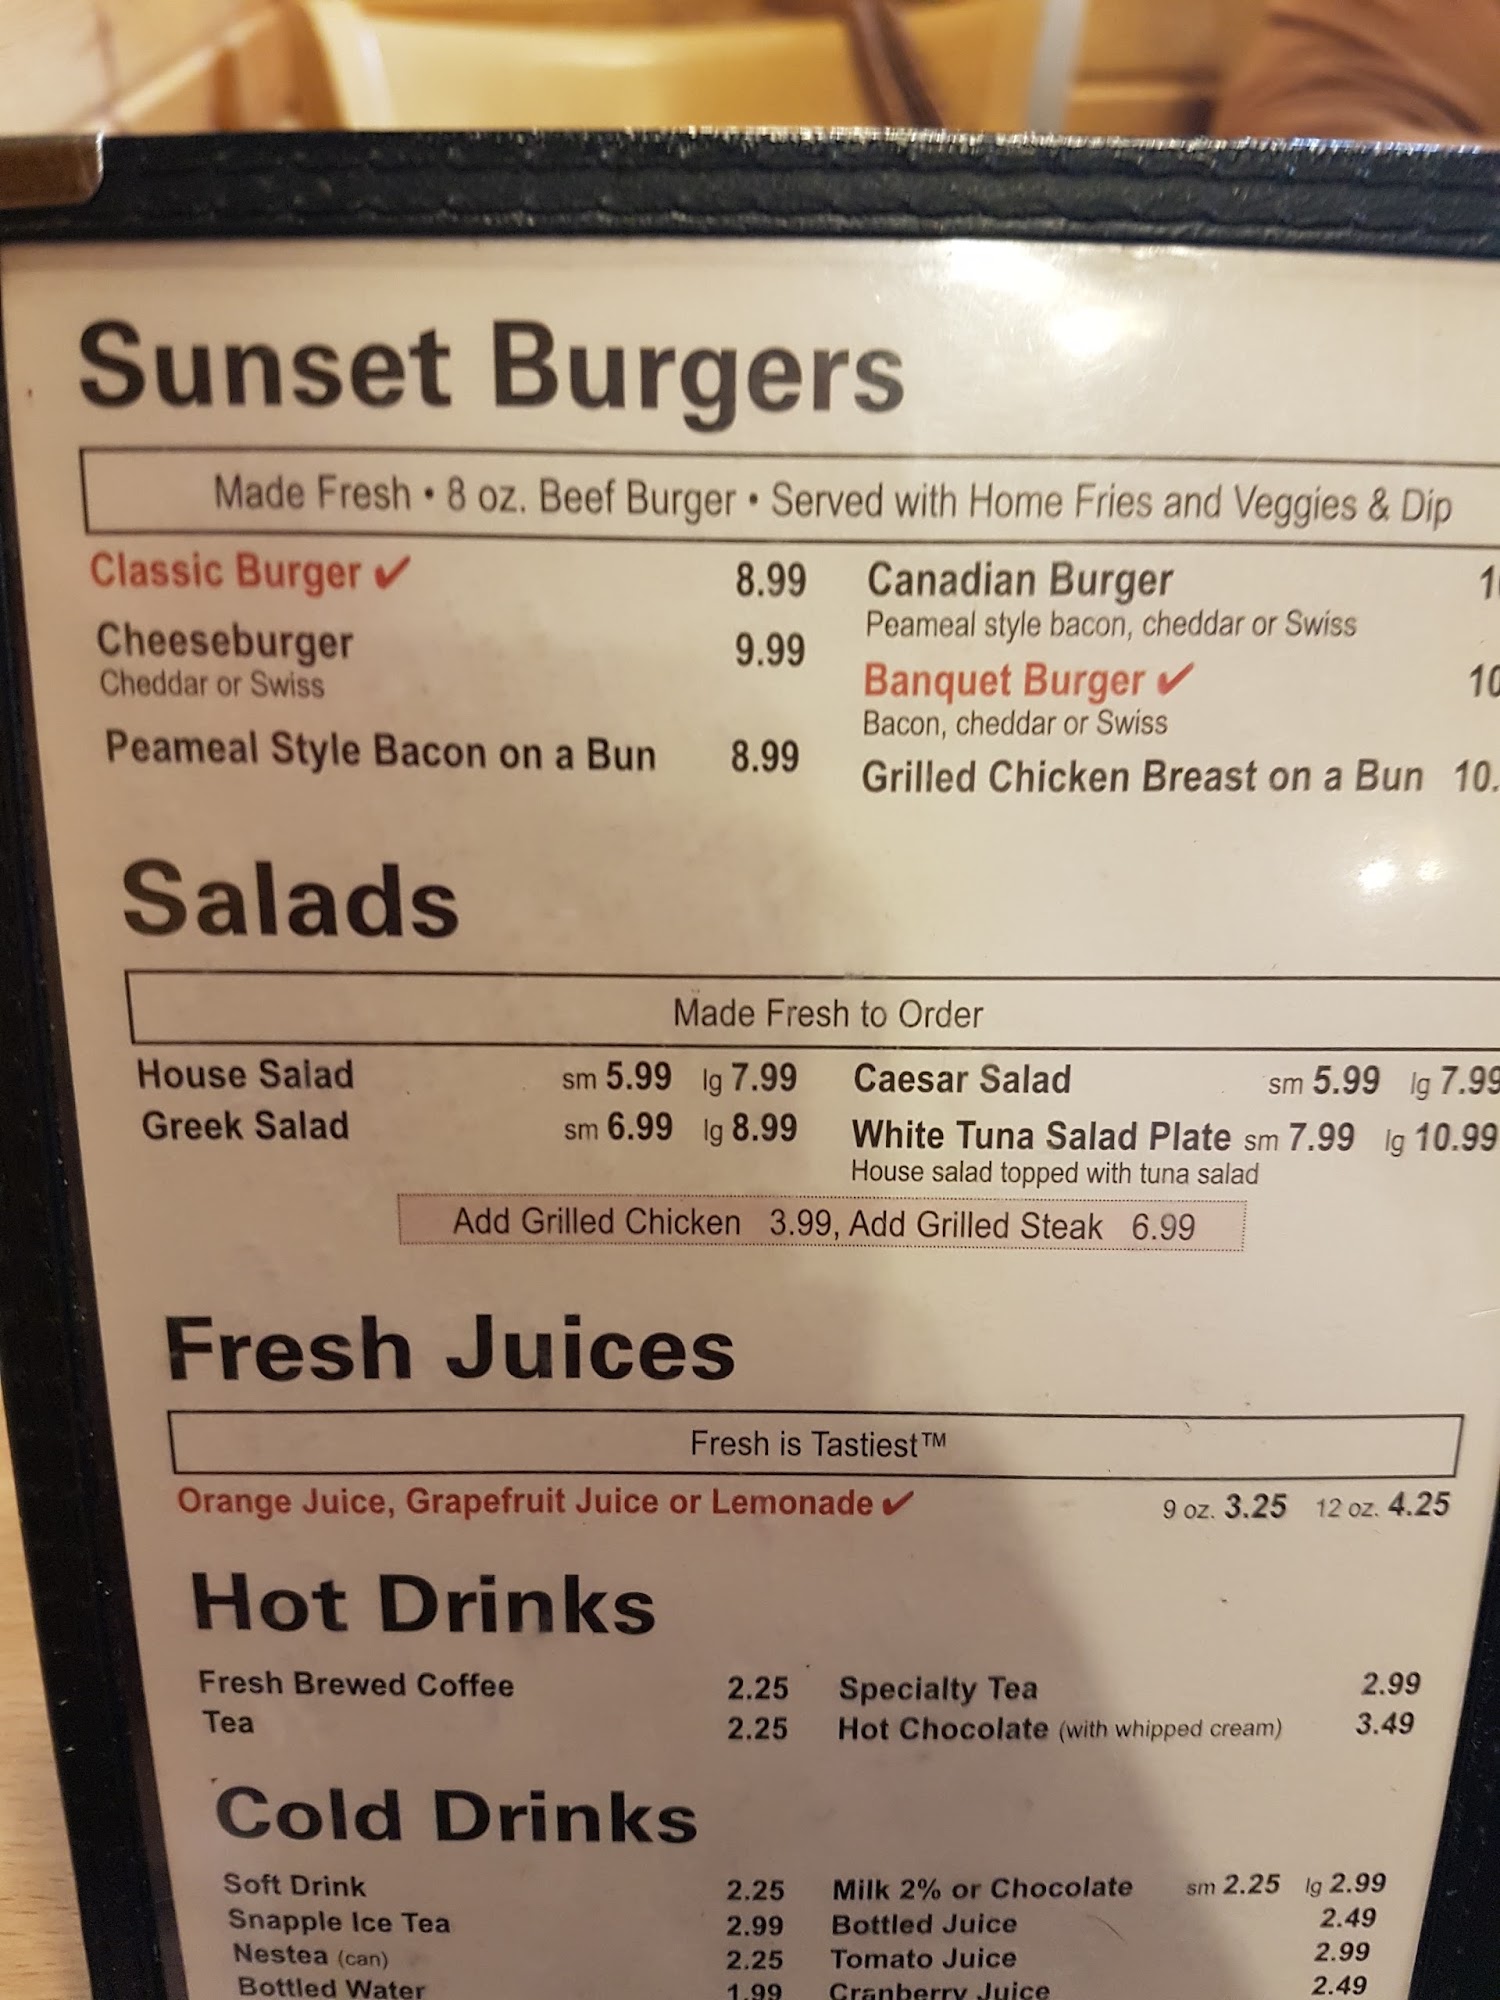 Sunset Burgers
Made Fresh • 8 oz. Beef Burger • Served with Home Fries and Veggies & Dip
Classic Burger ✔ 8.99
Cheeseburger 9.99
Cheddar or Swiss
Peameal Style Bacon on a Bun 8.99
Canadian Burger
Peameal style bacon, cheddar or Swiss
Banquet Burger ✔ 10
Bacon, cheddar or Swiss
Grilled Chicken Breast on a Bun 10.
Salads
Made Fresh to Order
House Salad sm 5.99 lg 7.99
Greek Salad sm 6.99 lg 8.99
Caesar Salad sm 5.99 lg 7.99
White Tuna Salad Plate sm 7.99 lg 10.99
House salad topped with tuna salad
Add Grilled Chicken 3.99, Add Grilled Steak 6.99
Fresh Juices
Fresh is Tastiest™
Orange Juice, Grapefruit Juice or Lemonade ✔ 9 oz. 3.25 12 oz. 4.25
Hot Drinks
Fresh Brewed Coffee 2.25
Tea 2.25
Specialty Tea 2.99
Hot Chocolate (with whipped cream) 3.49
Cold Drinks
Soft Drink 2.25
Snapple Ice Tea 2.99
Nestea (can) 2.25
Bottled Water 1.99
Milk 2% or Chocolate sm 2.25 lg 2.99
Bottled Juice 2.49
Tomato Juice 2.99
Cranberry Juice 2.49